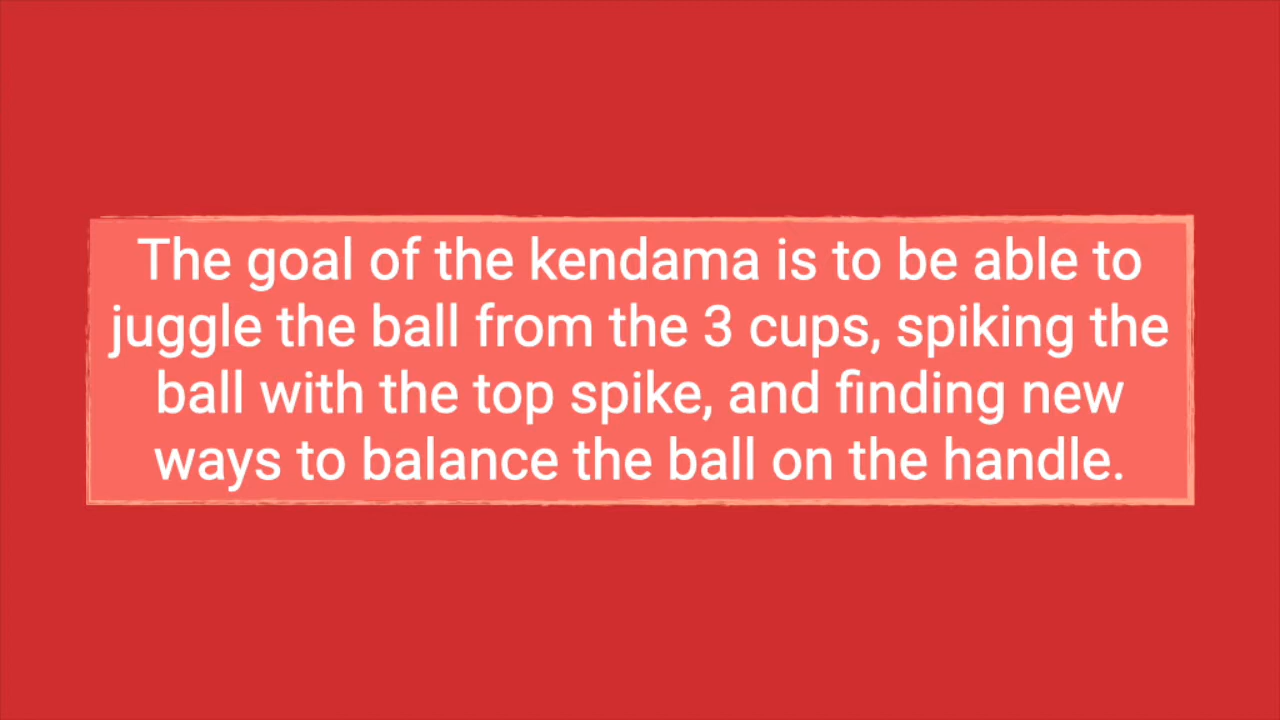 The goal of the kendama is to be able to
juggle the ball from the 3 cups, spiking the
ball with the top spike, and finding new
ways to balance the ball on the handle.